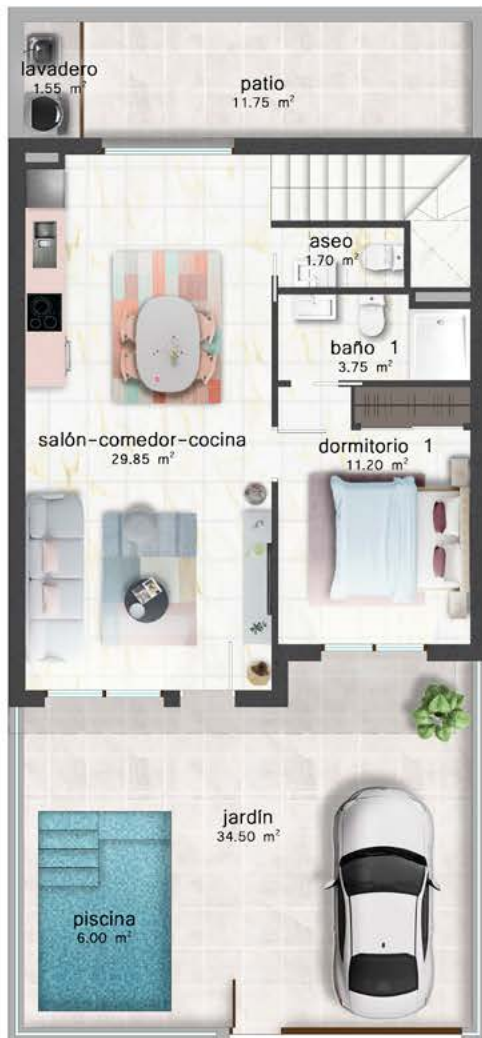 lavadero
1.55 m²
patio
11.75 m²
aseo
1.70 m²
baño 1
3.75 m²
salón-comedor-cocina
29.85 m²
dormitorio 1
11.20 m²
jardín
34.50 m²
piscina
6.00 m²